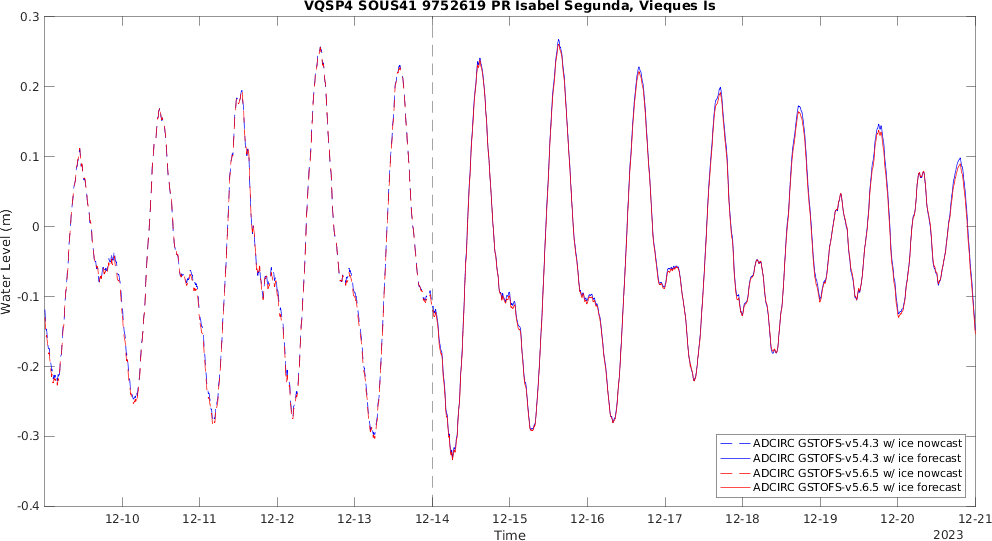 VQSP4 SOUS41 9752619 PR Isabel Segunda, Vieques Is
0.3
0.2
0.1
0
-0.1
-0.2
-0.3
-0.4
Water Level (m)
ADCIRC GSTOFS-v5.4.3 w/ ice nowcast
ADCIRC GSTOFS-v5.4.3 w/ ice forecast
ADCIRC GSTOFS-v5.6.5 w/ ice nowcast
ADCIRC GSTOFS-v5.6.5 w/ ice forecast
12-10 12-11 12-12 12-13 12-14 12-15 12-16 12-17 12-18 12-19 12-20 12-21
Time
2023